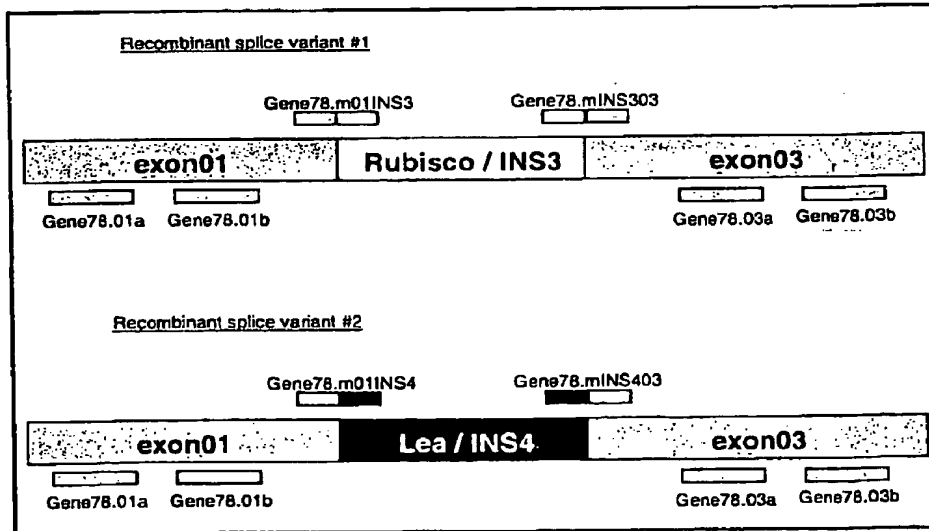 Recombinant splice variant #1
Gene78.m01INS3 Gene78.mINS303
exon01 Rubisco / INS3 exon03
Gene78.01a Gene78.01b Gene78.03a Gene78.03b
Recombinant splice variant #2
Gene78.m01INS4 Gene78.mINS403
exon01 Lea / INS4 exon03
Gene78.01a Gene78.01b Gene78.03a Gene78.03b